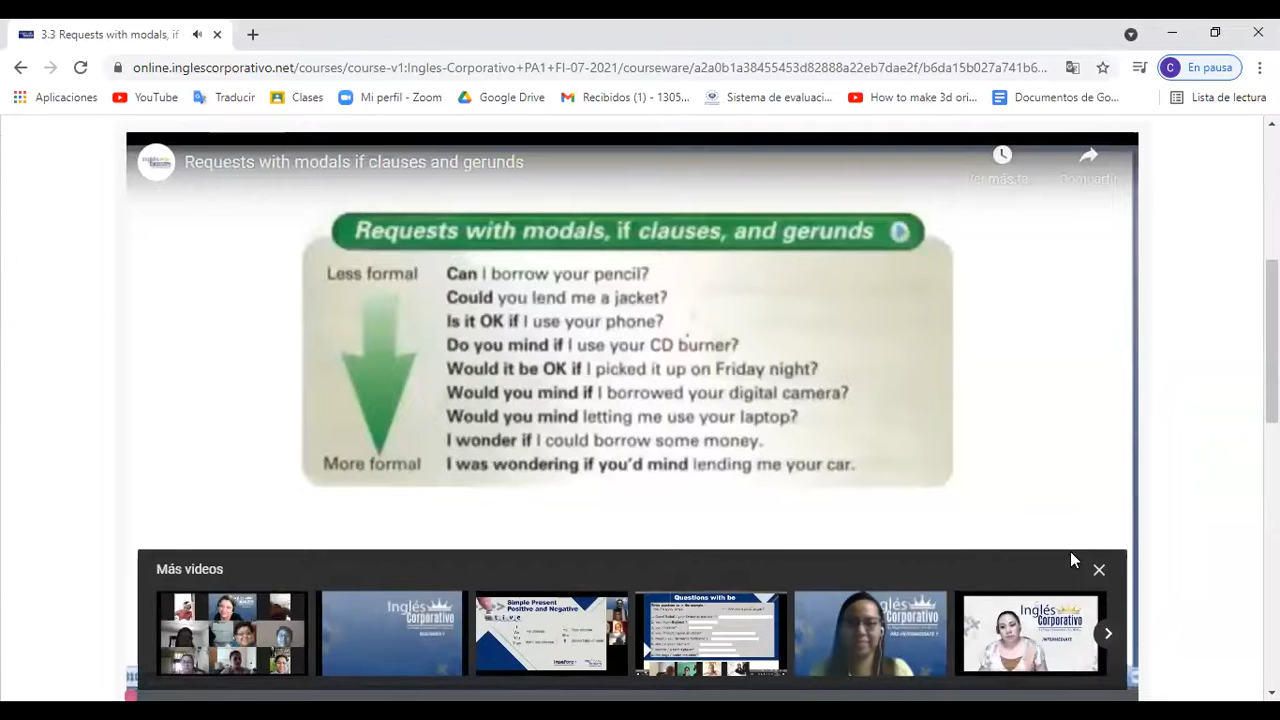 3.3 Requests with modals, if
online.inglescorporativo.net/courses/course-v1:Ingles-Corporativo+PA1+FI-07-2021/courseware/a2a0b1a38455453d82888a22eb7dae2f/b6da15b027a741b6...
C En pausa
Aplicaciones YouTube Traducir Clases Mi perfil - Zoom Google Drive Recibidos (1) - 1305... Sistema de evaluaci... How to make 3d ori... Documentos de Go... Lista de lectura
Requests with modals if clauses and gerunds
Requests with modals, if clauses, and gerunds
Less formal
Can I borrow your pencil?
Could you lend me a jacket?
Is it OK if I use your phone?
Do you mind if I use your CD burner?
Would it be OK if I picked it up on Friday night?
Would you mind if I borrowed your digital camera?
Would you mind letting me use your laptop?
I wonder if I could borrow some money.
More formal
I was wondering if you'd mind lending me your car.
Más videos
Inglés Corporativo
Simple Present
Positive and Negative
Questions with be
Inglés Corporativo
Inglés Corporativo